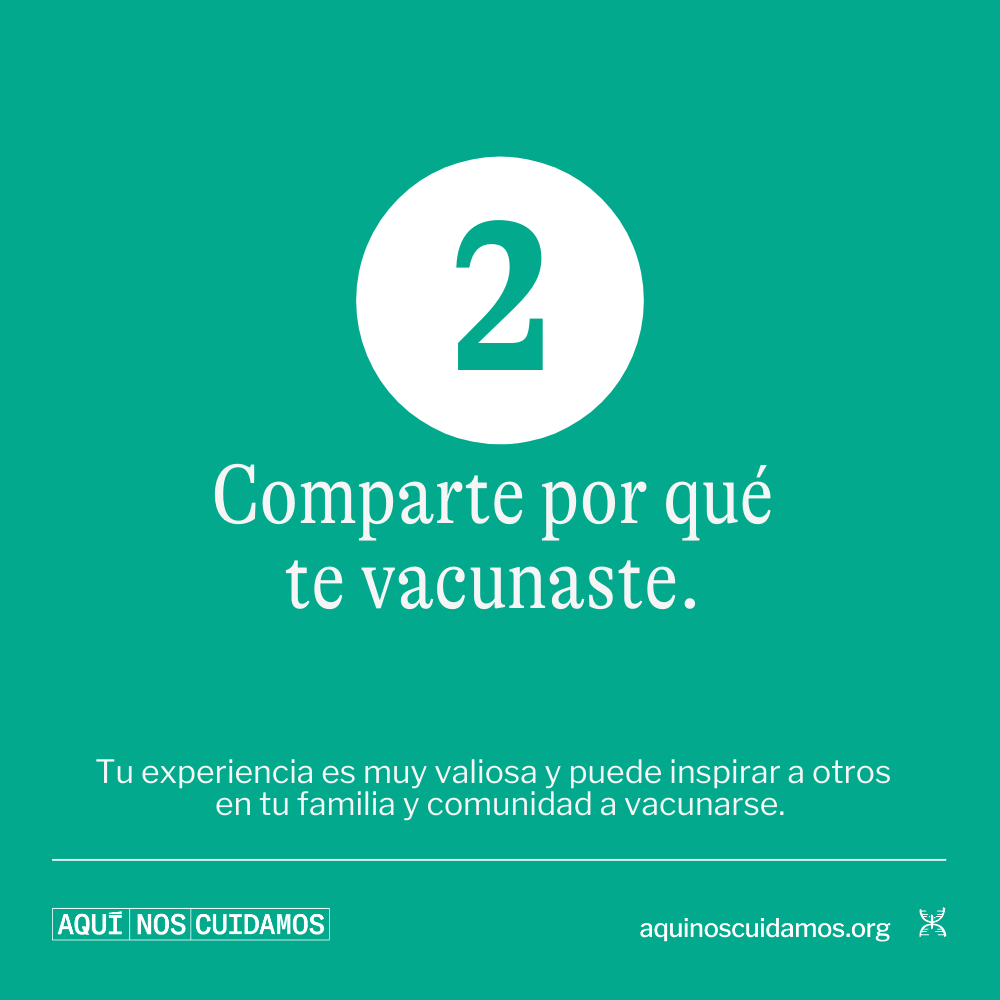 2
Comparte por qué
te vacunaste.
Tu experiencia es muy valiosa y puede inspirar a otros
en tu familia y comunidad a vacunarse.
AQUÍ NOS CUIDAMOS
aquinoscuidamos.org